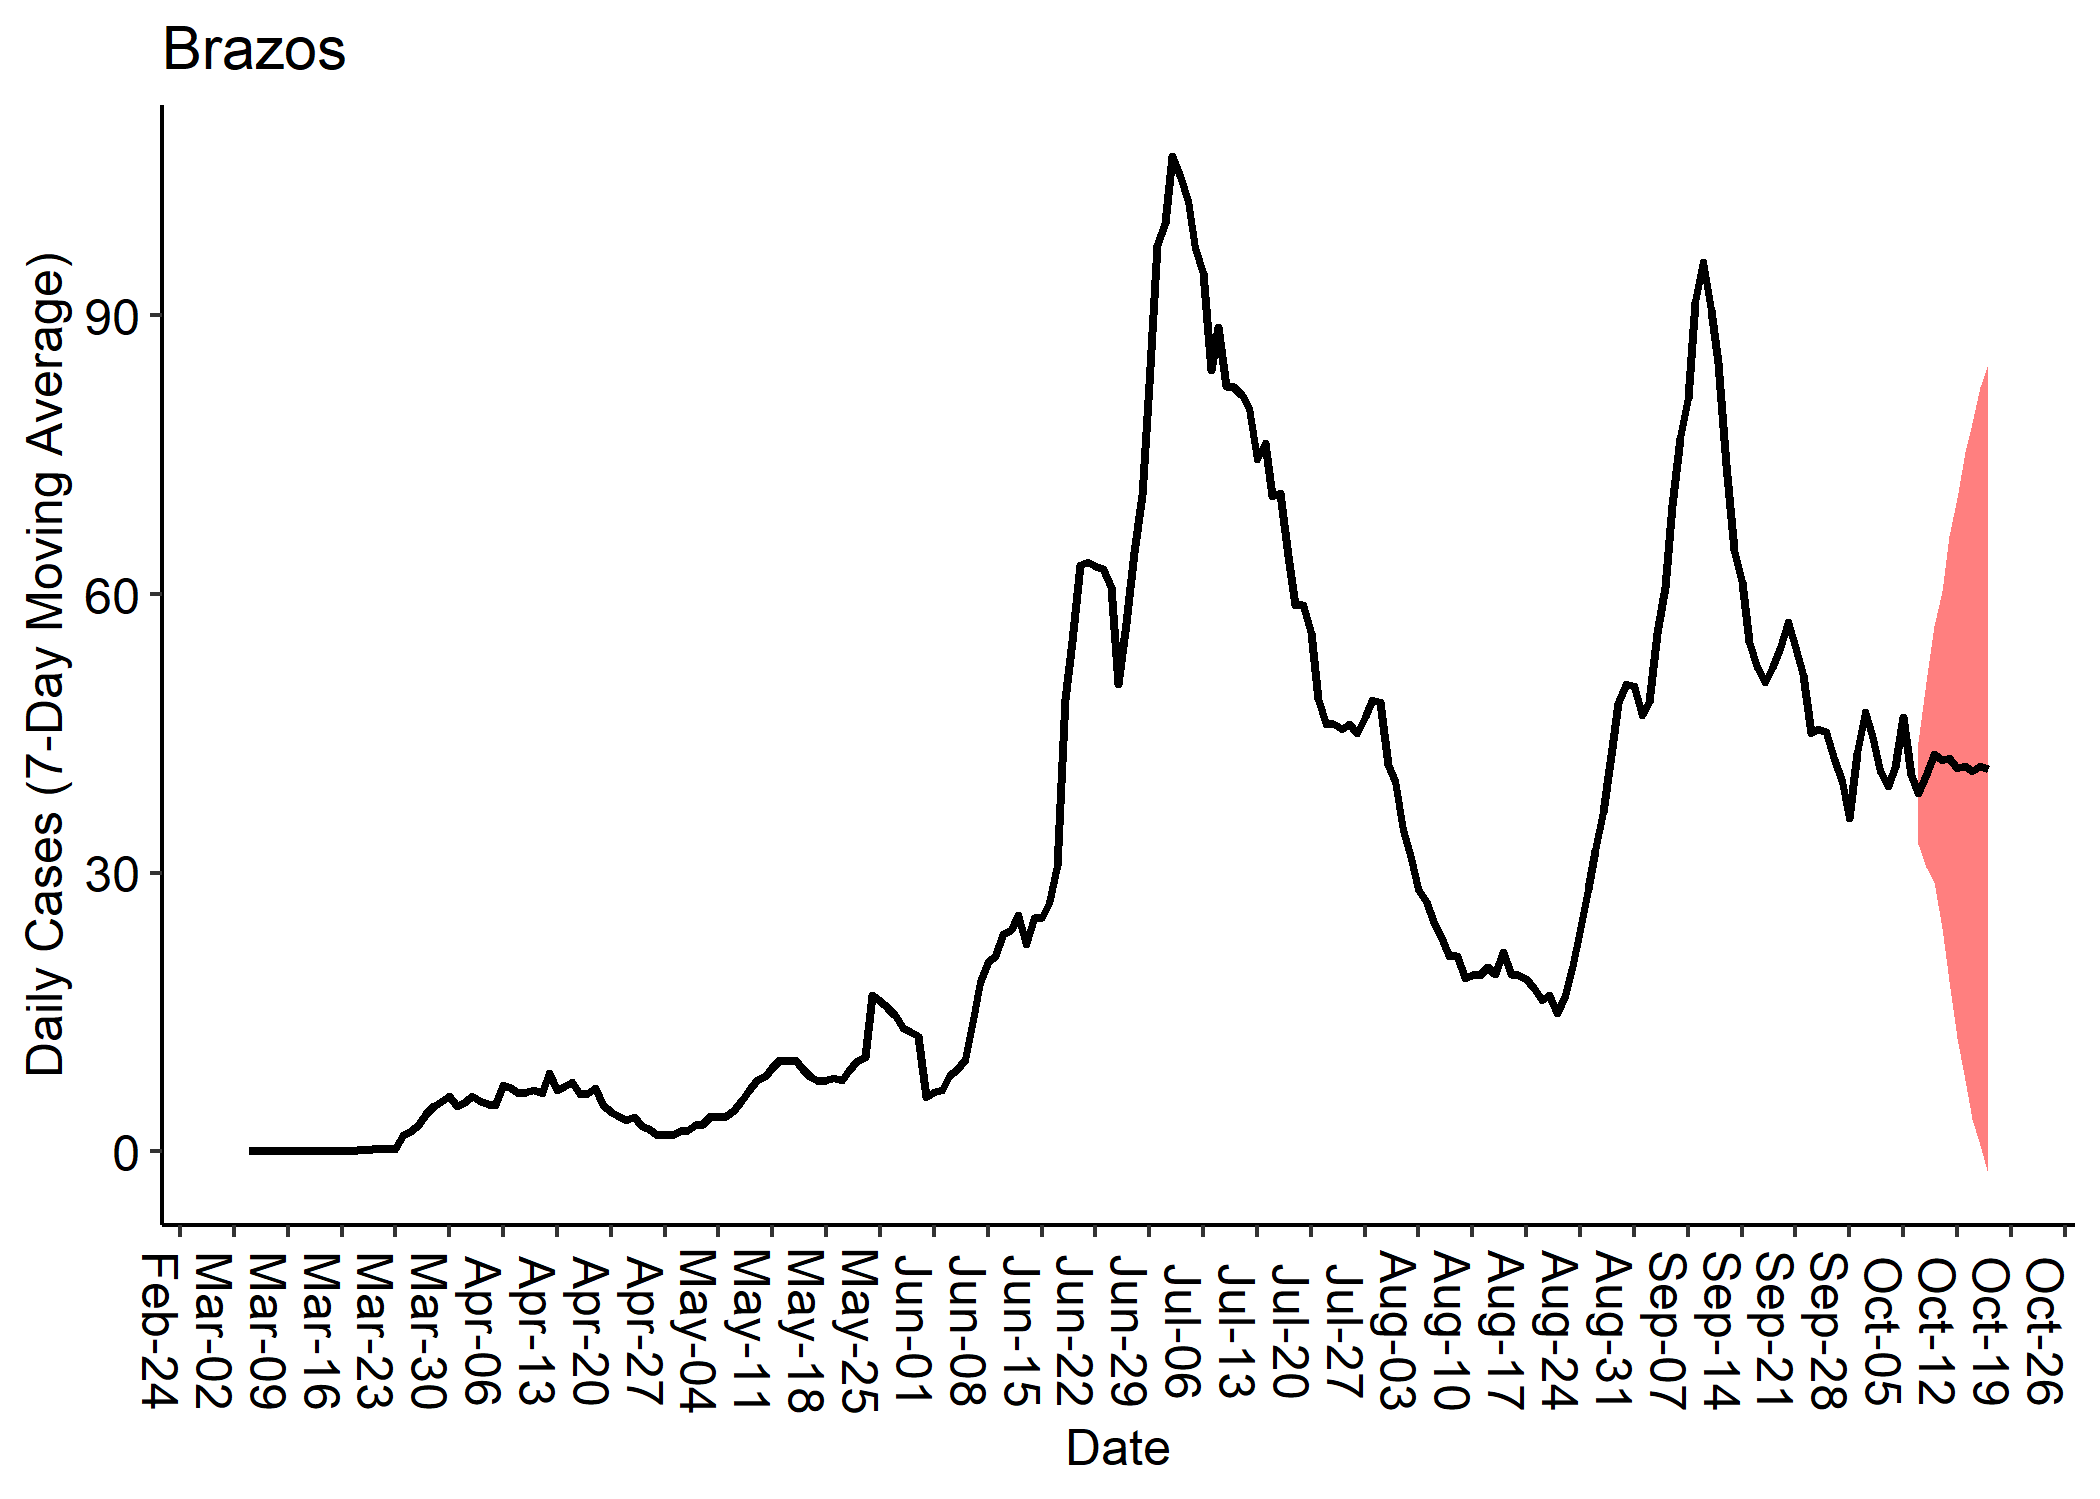 Brazos
Daily Cases (7-Day Moving Average)
90
60
30
0
Feb-24
Mar-02
Mar-09
Mar-16
Mar-23
Mar-30
Apr-06
Apr-13
Apr-20
Apr-27
May-04
May-11
May-18
May-25
Jun-01
Jun-08
Jun-15
Jun-22
Jun-29
Jul-06
Jul-13
Jul-20
Jul-27
Aug-03
Aug-10
Aug-17
Aug-24
Aug-31
Sep-07
Sep-14
Sep-21
Sep-28
Oct-05
Oct-12
Oct-19
Oct-26
Date